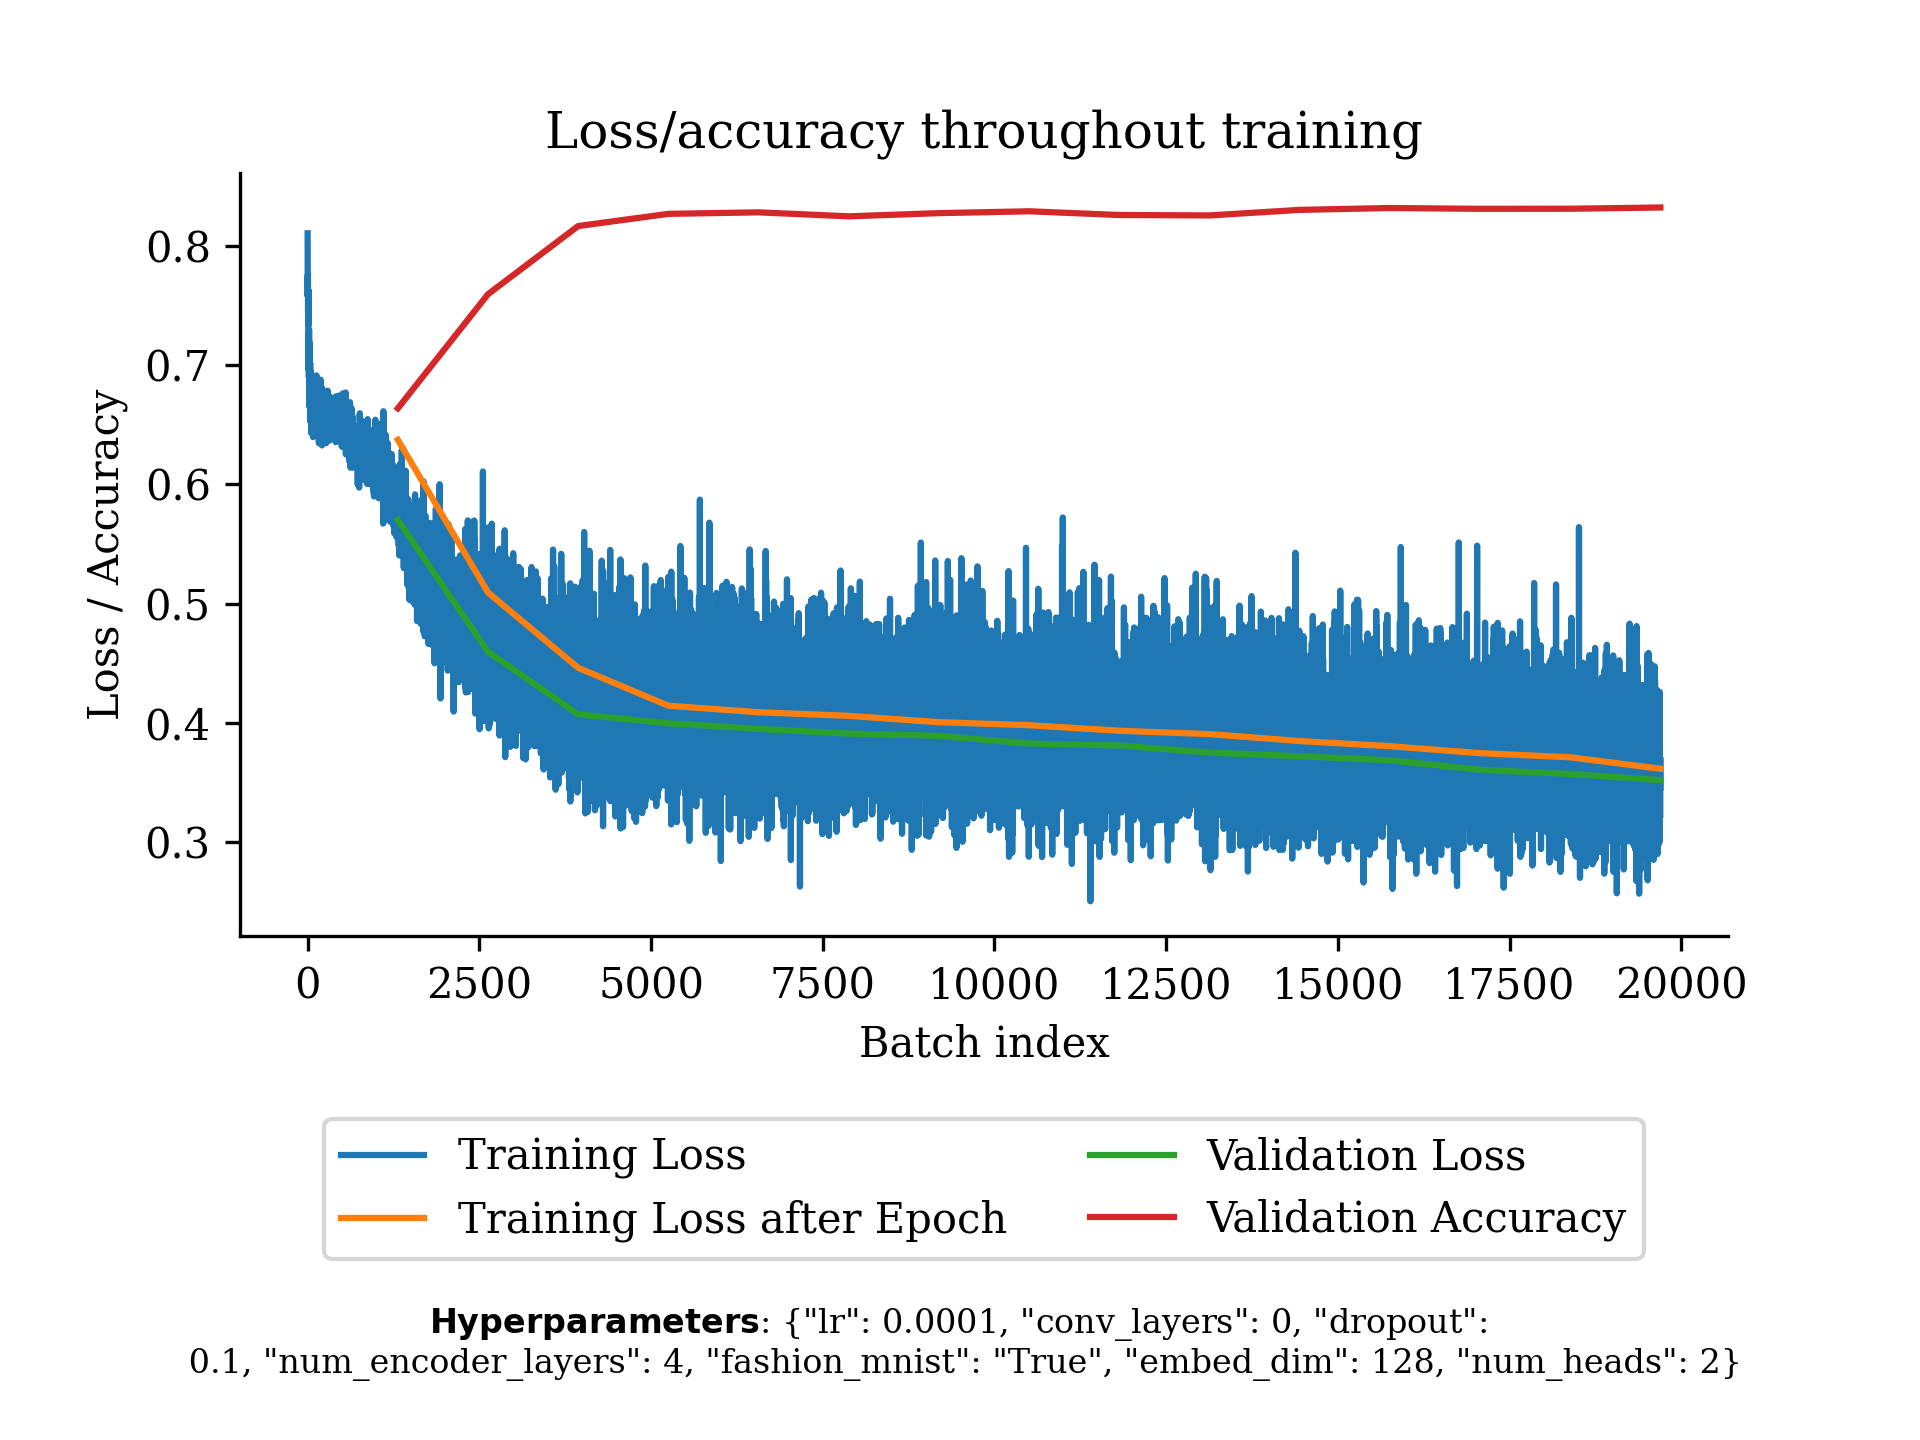 Loss/accuracy throughout training
Loss / Accuracy
0.8
0.7
0.6
0.5
0.4
0.3
0 2500 5000 7500 10000 12500 15000 17500 20000
Batch index
Training Loss
Training Loss after Epoch
Validation Loss
Validation Accuracy
Hyperparameters: {"lr": 0.0001, "conv_layers": 0, "dropout":
0.1, "num_encoder_layers": 4, "fashion_mnist": "True", "embed_dim": 128, "num_heads": 2}